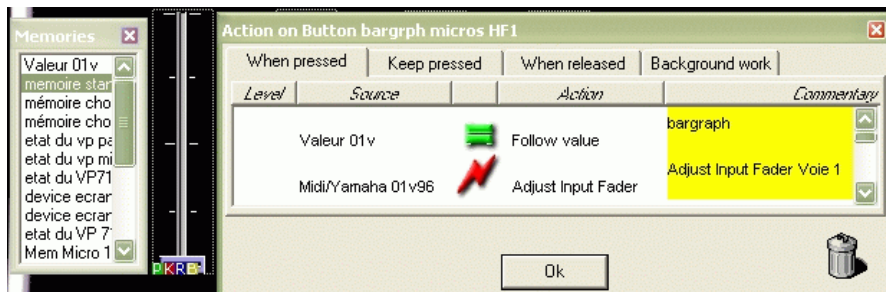 Memories
Valeur 01v
memoire star
mémoire cho
mémoire cho
etat du vp pa
etat du vp mi
etat du VP71
device ecrar
device ecrar
etat du VP 7
Mem Micro 1
PKRB
Action on Button bargrph micros HF1
When pressed Keep pressed When released Background work
Level Source Action Commentary
Valeur 01v Follow value bargraph
Midi/Yamaha 01v96 Adjust Input Fader Adjust Input Fader Voie 1
Ok